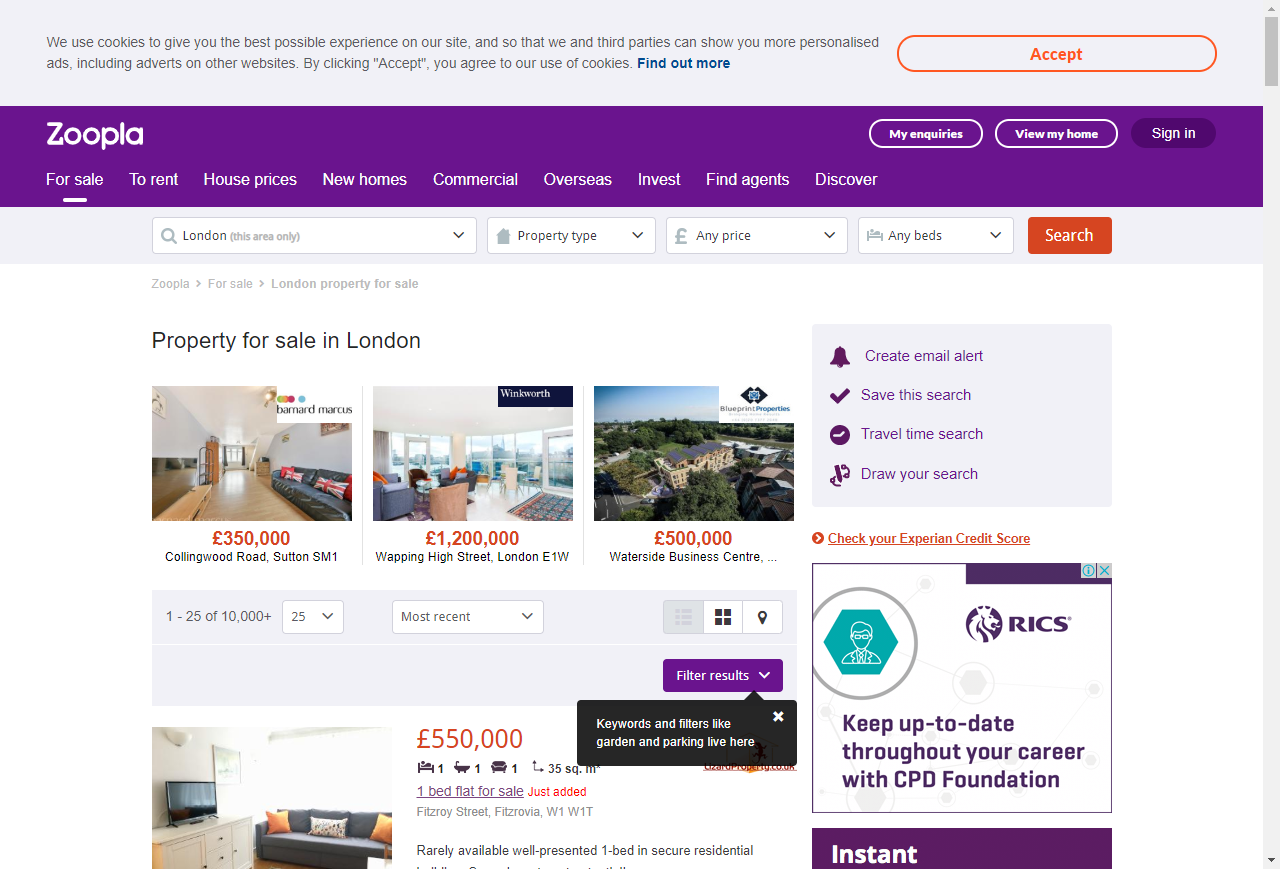 We use cookies to give you the best possible experience on our site, and so that we and third parties can show you more personalised
ads, including adverts on other websites. By clicking "Accept", you agree to our use of cookies. Find out more
Accept
Zoopla
My enquiries
View my home
Sign in
For sale
To rent
House prices
New homes
Commercial
Overseas
Invest
Find agents
Discover
London (this area only)
Property type
Any price
Any beds
Search
Zoopla > For sale > London property for sale
Property for sale in London
barnard marcus
Winkworth
BlueprintProperties
£350,000
Collingwood Road, Sutton SM1
£1,200,000
Wapping High Street, London E1W
£500,000
Waterside Business Centre, ...
Create email alert
Save this search
Travel time search
Draw your search
Check your Experian Credit Score
1 - 25 of 10,000+
25
Most recent
Filter results
Keywords and filters like
garden and parking live here
£550,000
1 1 1 35 sq. m*
LizardProperty.co.uk
1 bed flat for sale Just added
Fitzroy Street, Fitzrovia, W1 W1T
Rarely available well-presented 1-bed in secure residential
RICS
Keep up-to-date
throughout your career
with CPD Foundation
Instant